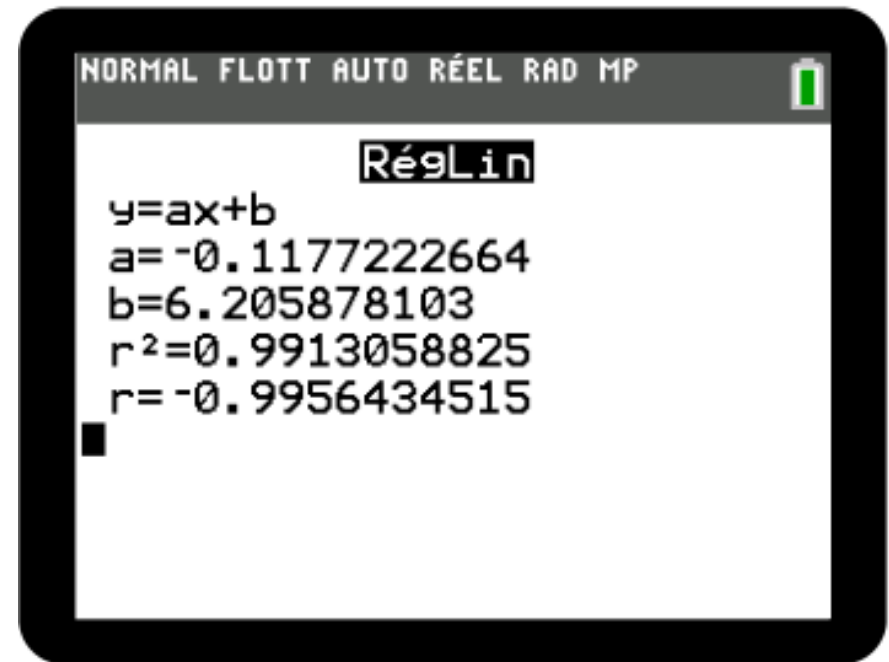 NORMAL FLOTT AUTO RÉEL RAD MP
RégLin
y=ax+b
a=-0.1177222664
b=6.205878103
r²=0.9913058825
r=-0.9956434515